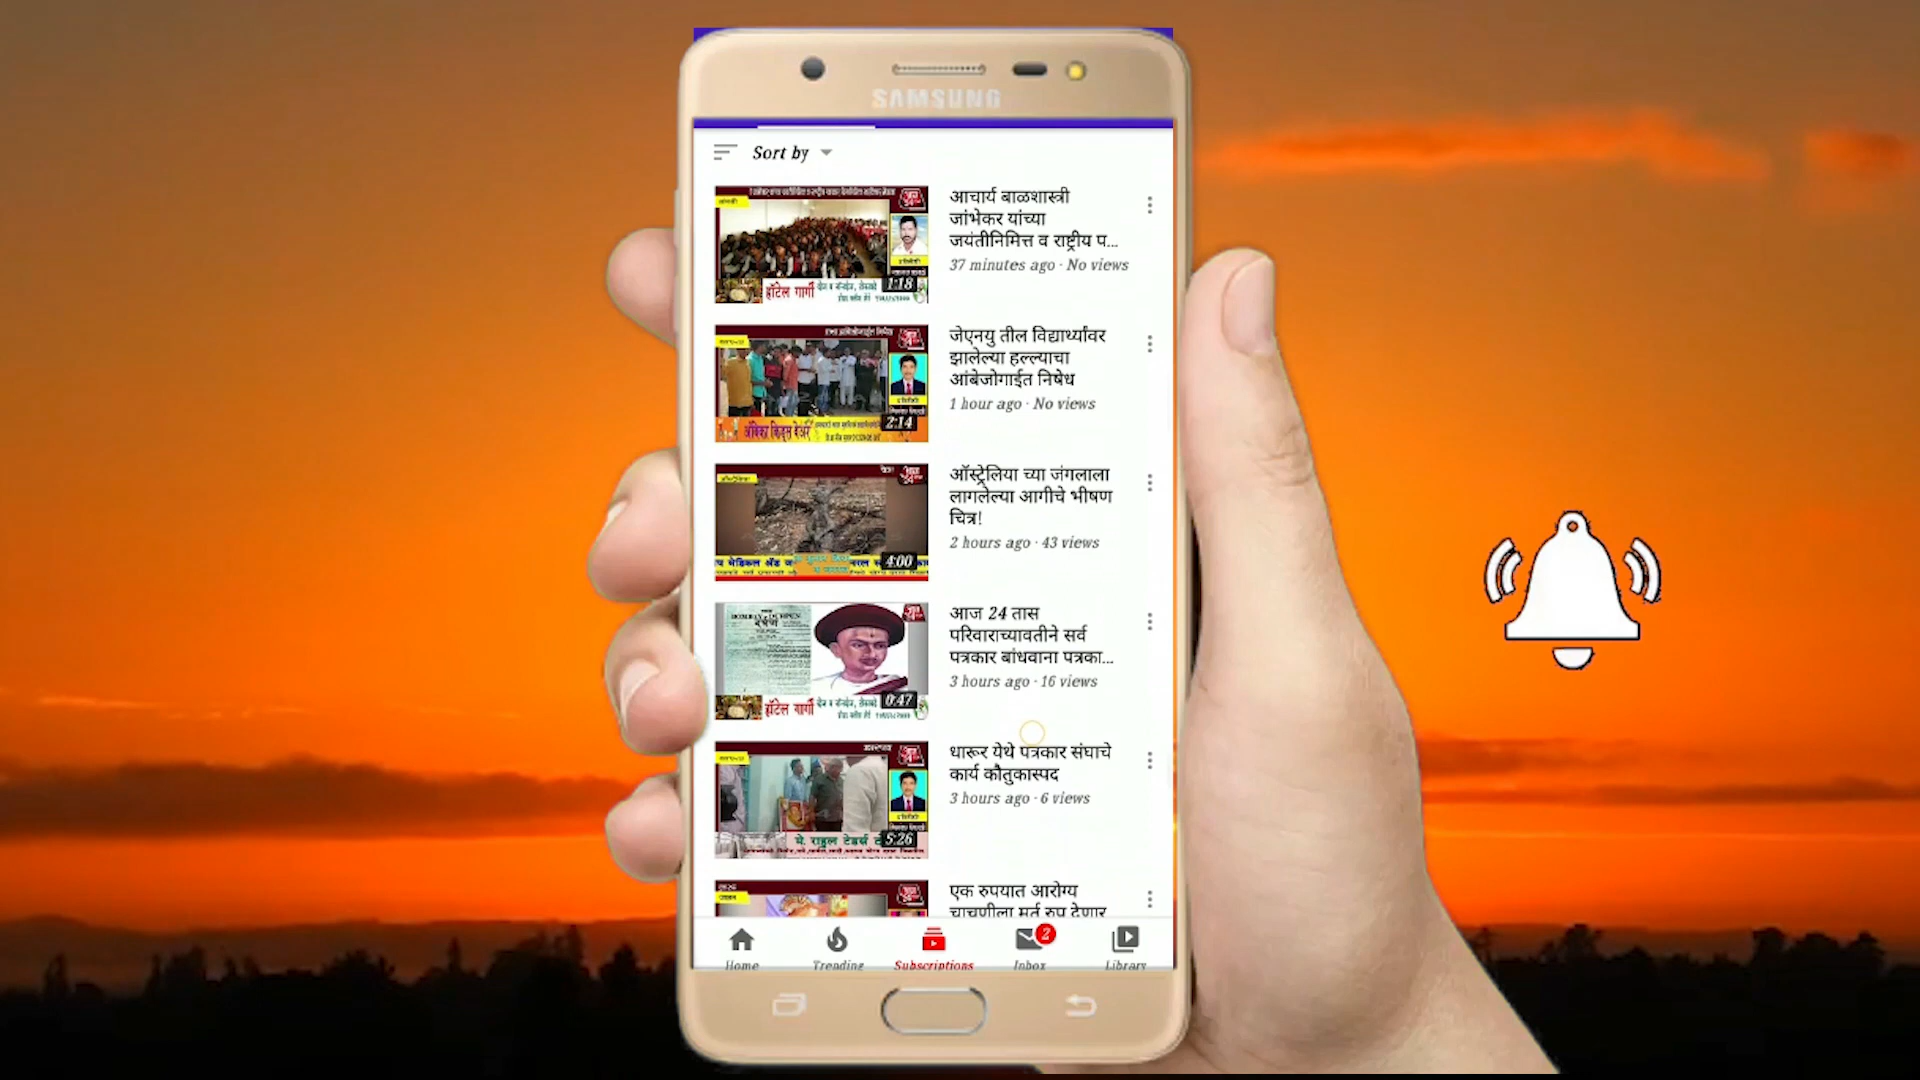 SAMSUNG
Sort by
आचार्य बाळशास्त्री
जांभेकर यांच्या
जयंतीनिमित्त व राष्ट्रीय प...
37 minutes ago · No views
हॉटेल गार्गी
1:18
जेएनयु तील विद्यार्थ्यांवर
झालेल्या हल्ल्याचा
आंबेजोगाईत निषेध
1 hour ago · No views
2:14
ऑस्ट्रेलिया च्या जंगलाला
लागलेल्या आगीचे भीषण
चित्र!
2 hours ago · 43 views
4:00
आज 24 तास
परिवाराच्यावतीने सर्व
पत्रकार बांधवाना पत्रका...
3 hours ago · 16 views
हॉटेल गार्गी
0:47
धारूर येथे पत्रकार संघाचे
कार्य कौतुकास्पद
3 hours ago · 6 views
5:26
एक रुपयात आरोग्य
चाचणीला मूर्त रुप देणार
2
Home Trending Subscriptions Inbox Library